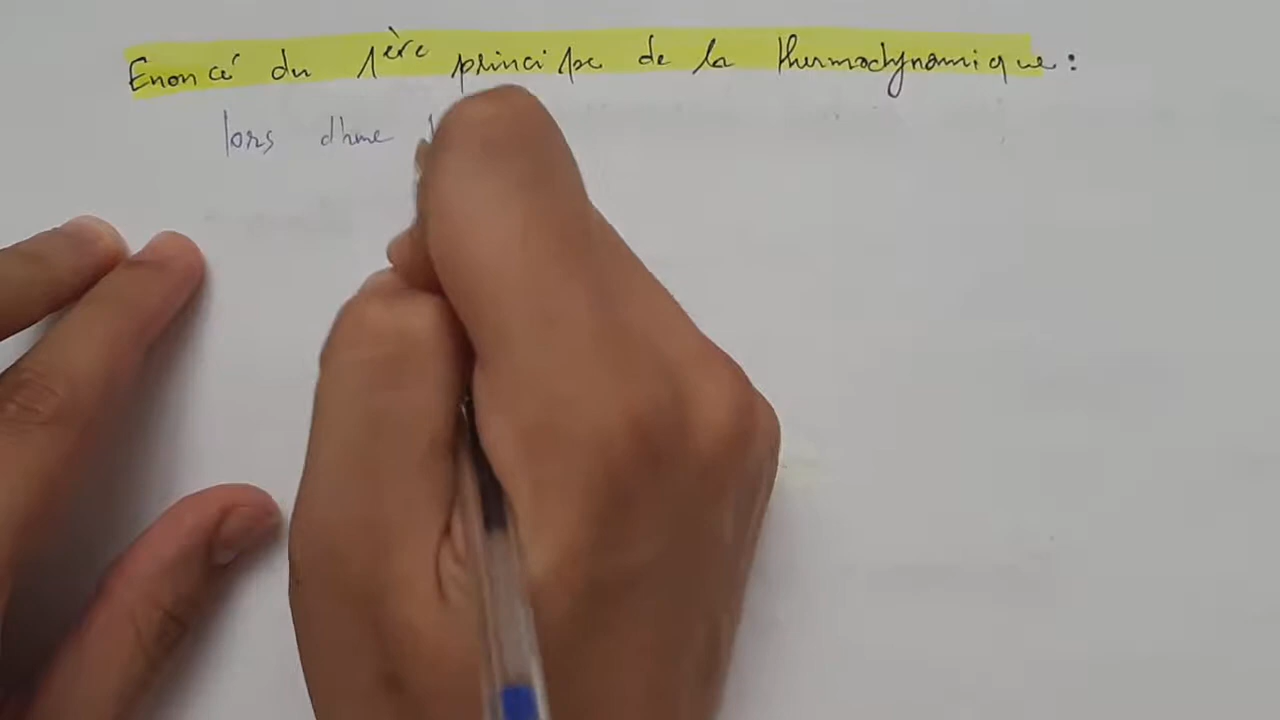 Enoncé du 1ère principe de la thermodynamique :
lors d'une